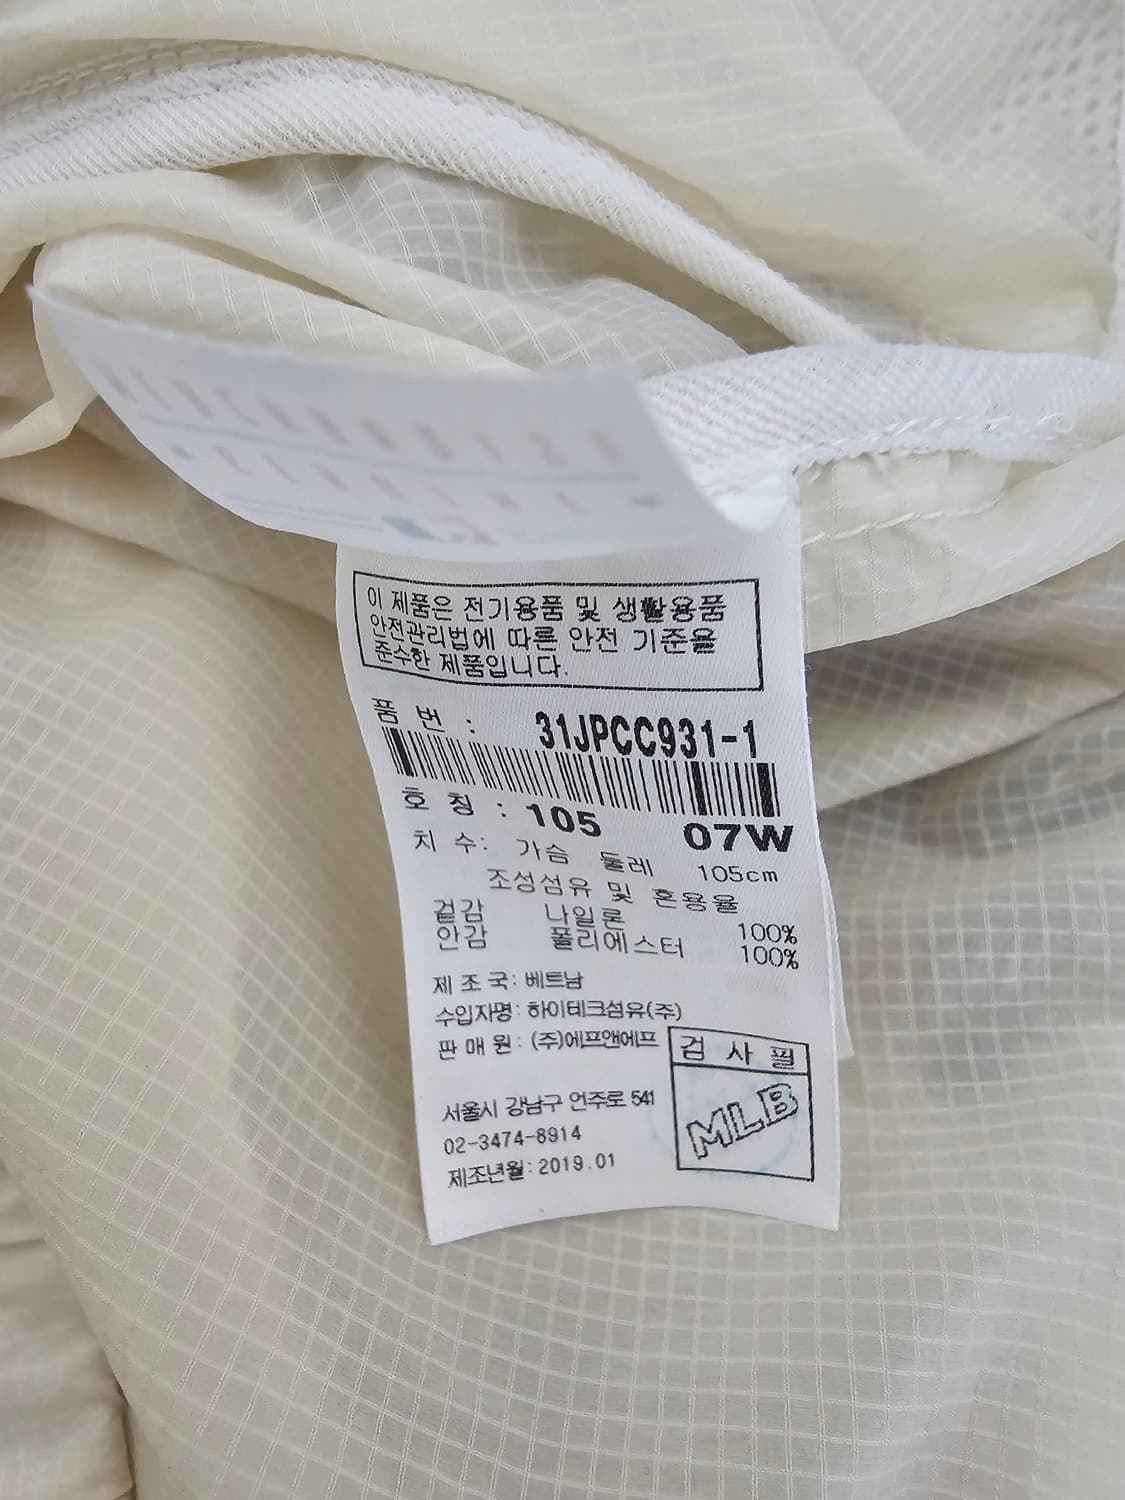 이 제품은 전기용품 및 생활용품
안전관리법에 따른 안전 기준을
준수한 제품입니다.
품 번 : 31JPCC931-1
호 칭 : 105 07W
치 수: 가슴 둘레 105cm
조성섬유 및 혼용율
겉감 나일론 100%
안감 폴리에스터 100%
제 조 국: 베트남
수입자명: 하이테크섬유(주)
판 매 원: (주)에프앤에프
검 사 필
MLB
서울시 강남구 언주로 541
02-3474-8914
제조년월: 2019.01